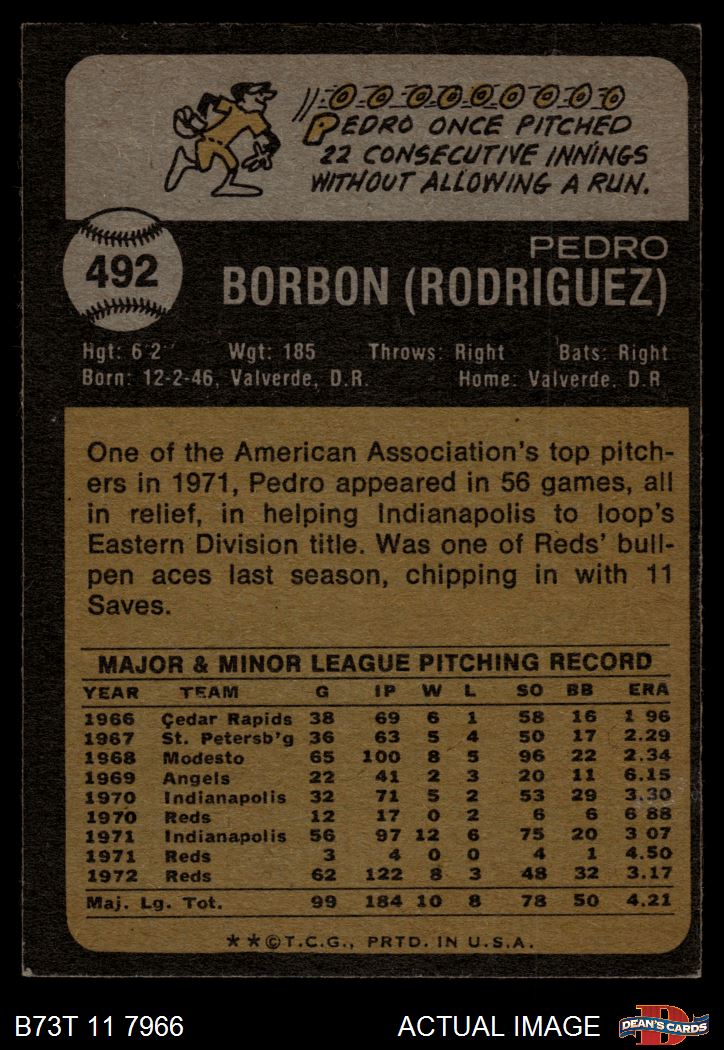 0 0 0 0 0 0 0 0 0
PEDRO ONCE PITCHED
22 CONSECUTIVE INNINGS
WITHOUT ALLOWING A RUN.
492
PEDRO
BORBON (RODRIGUEZ)
Hgt: 6'2" Wgt: 185 Throws: Right Bats: Right
Born: 12-2-46, Valverde, D.R. Home: Valverde, D.R
One of the American Association's top pitch-
ers in 1971, Pedro appeared in 56 games, all
in relief, in helping Indianapolis to loop's
Eastern Division title. Was one of Reds' bull-
pen aces last season, chipping in with 11
Saves.
MAJOR & MINOR LEAGUE PITCHING RECORD
YEAR TEAM G IP W L SO BB ERA
1966 Cedar Rapids 38 69 6 1 58 16 1 96
1967 St. Petersb'g 36 63 5 4 50 17 2.29
1968 Modesto 65 100 8 5 96 22 2.34
1969 Angels 22 41 2 3 20 11 6.15
1970 Indianapolis 32 71 5 2 53 29 3.30
1970 Reds 12 17 0 2 6 6 6 88
1971 Indianapolis 56 97 12 6 75 20 3 07
1971 Reds 3 4 0 0 4 1 4.50
1972 Reds 62 122 8 3 48 32 3.17
Maj. Lg. Tot. 99 184 10 8 78 50 4.21
**©T.C.G., PRTD. IN U.S.A.
B73T 11 7966 ACTUAL IMAGE D DEAN'S CARDS